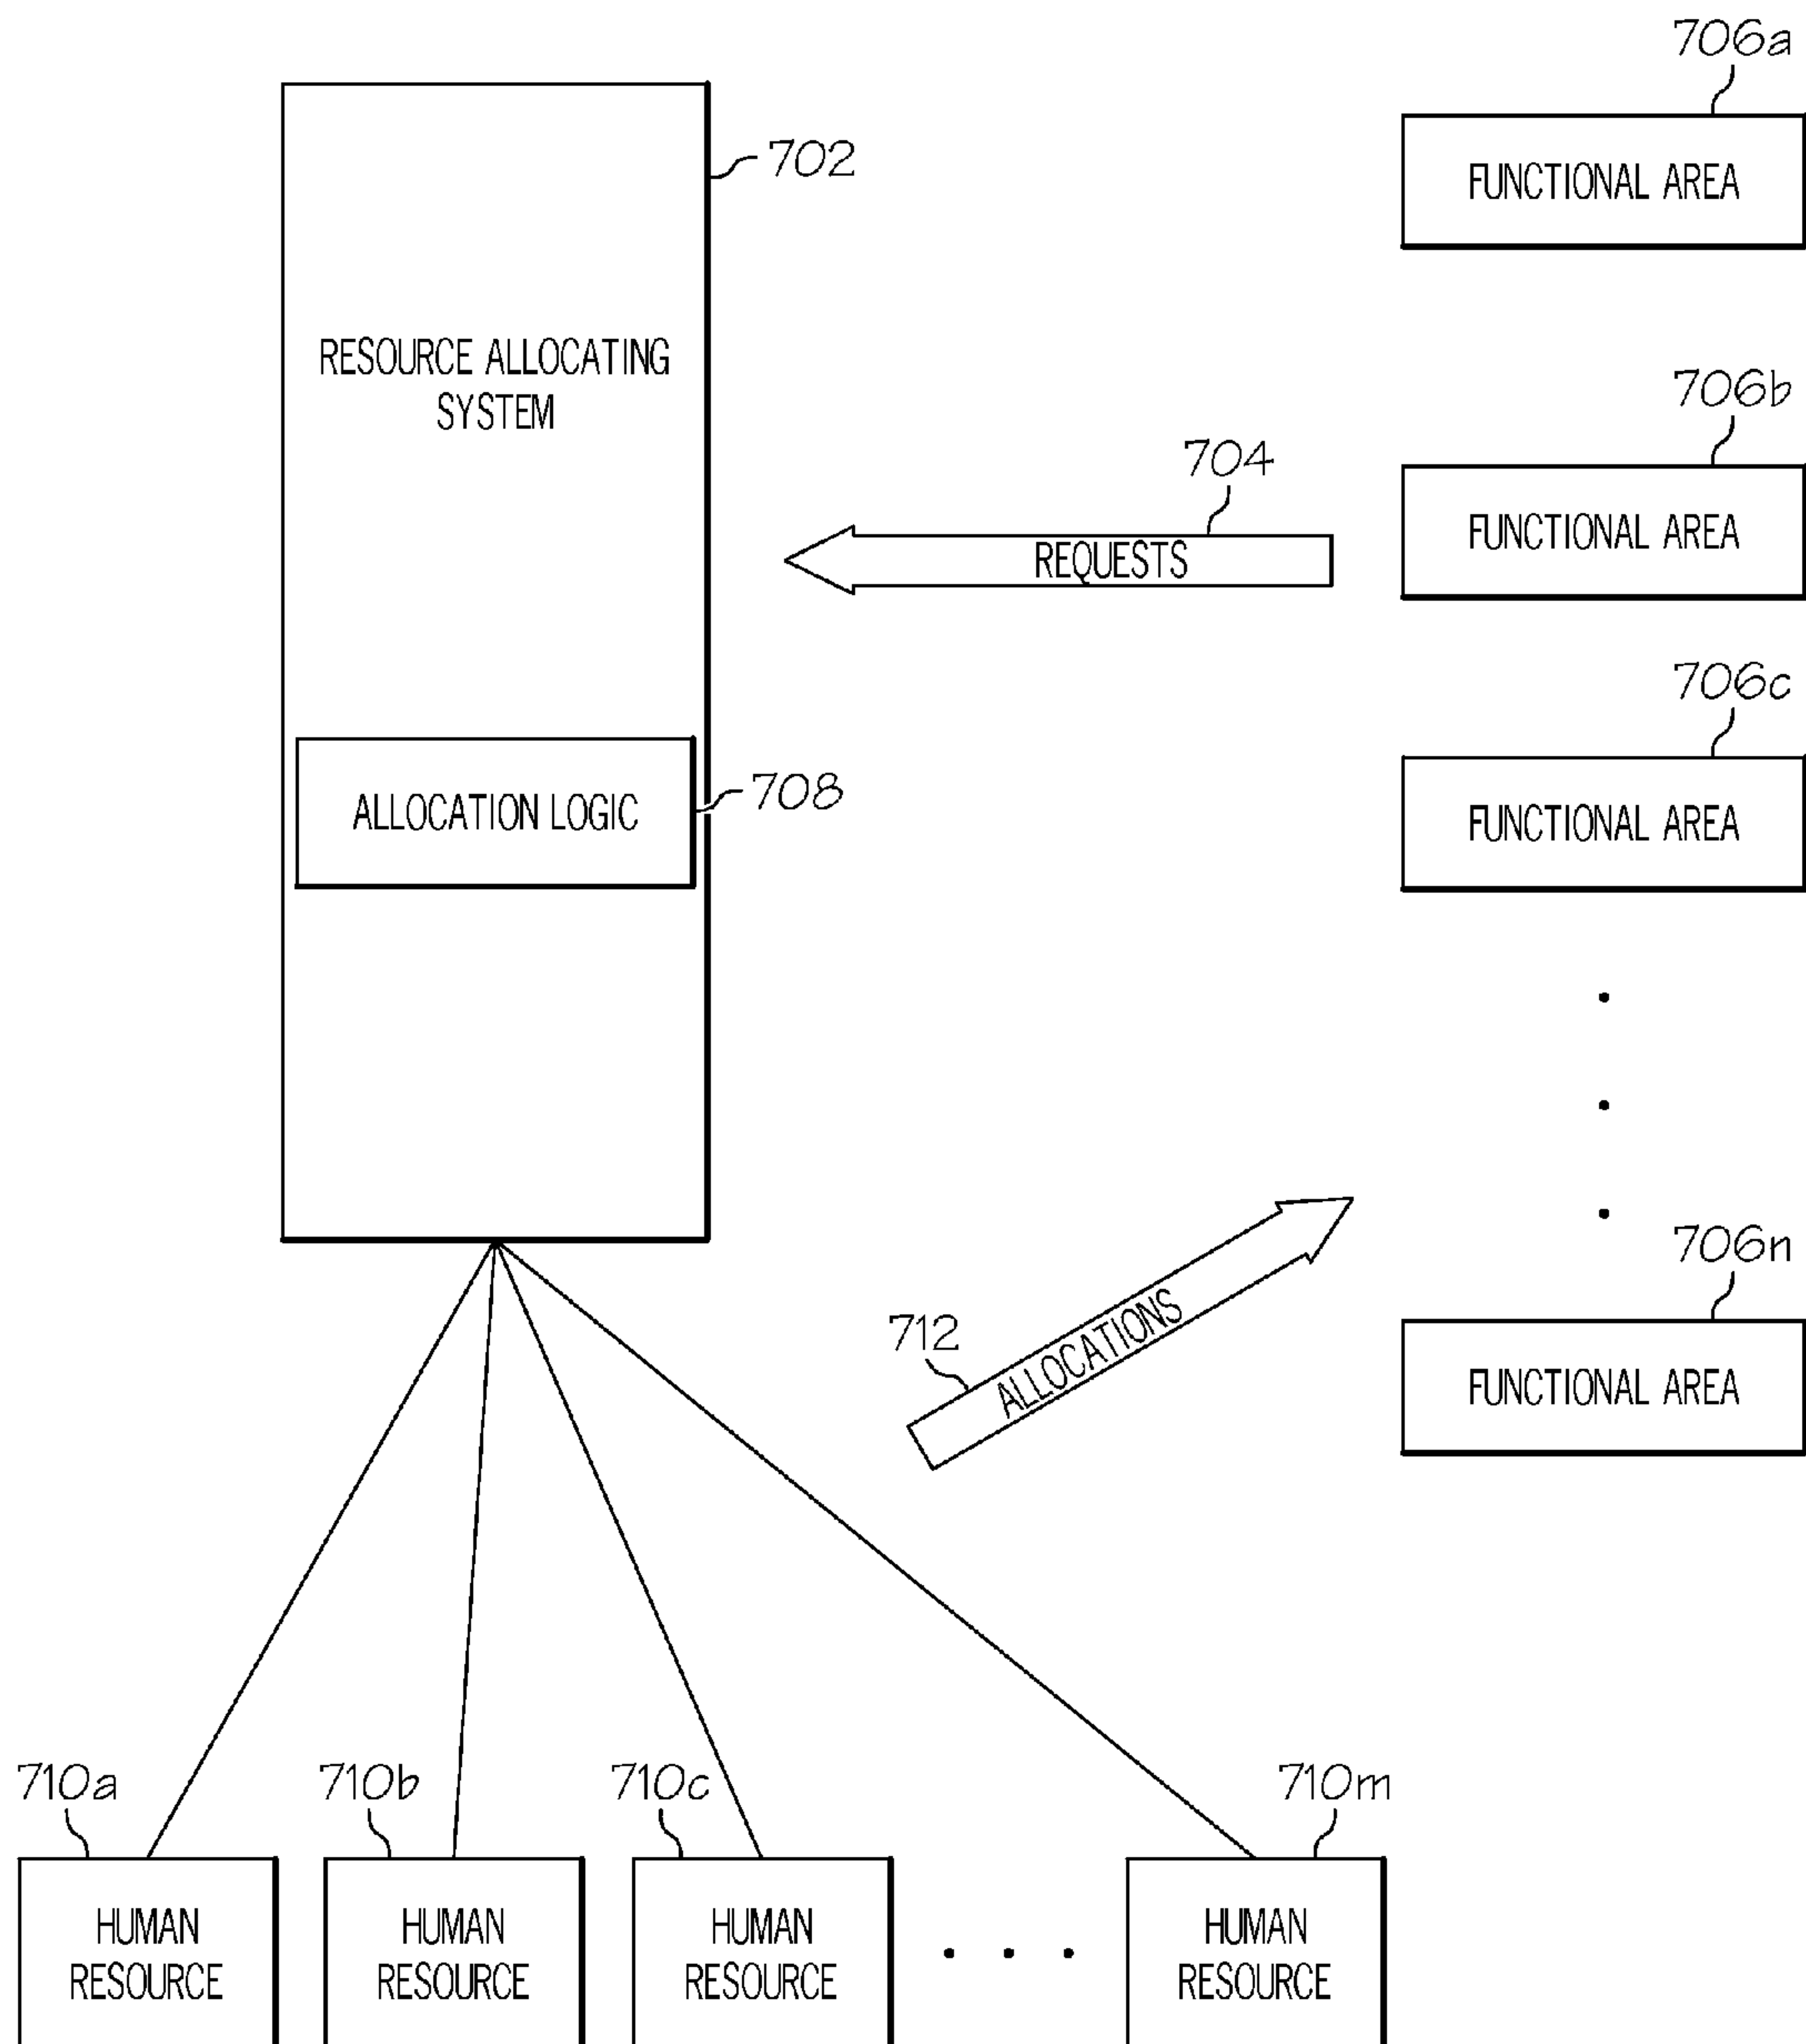 706a
702
FUNCTIONAL AREA
RESOURCE ALLOCATING
SYSTEM
706b
704
REQUESTS
FUNCTIONAL AREA
706c
708
ALLOCATION LOGIC
FUNCTIONAL AREA
706n
712
ALLOCATIONS
FUNCTIONAL AREA
710a
710b
710c
710m
HUMAN
RESOURCE
HUMAN
RESOURCE
HUMAN
RESOURCE
. . .
HUMAN
RESOURCE